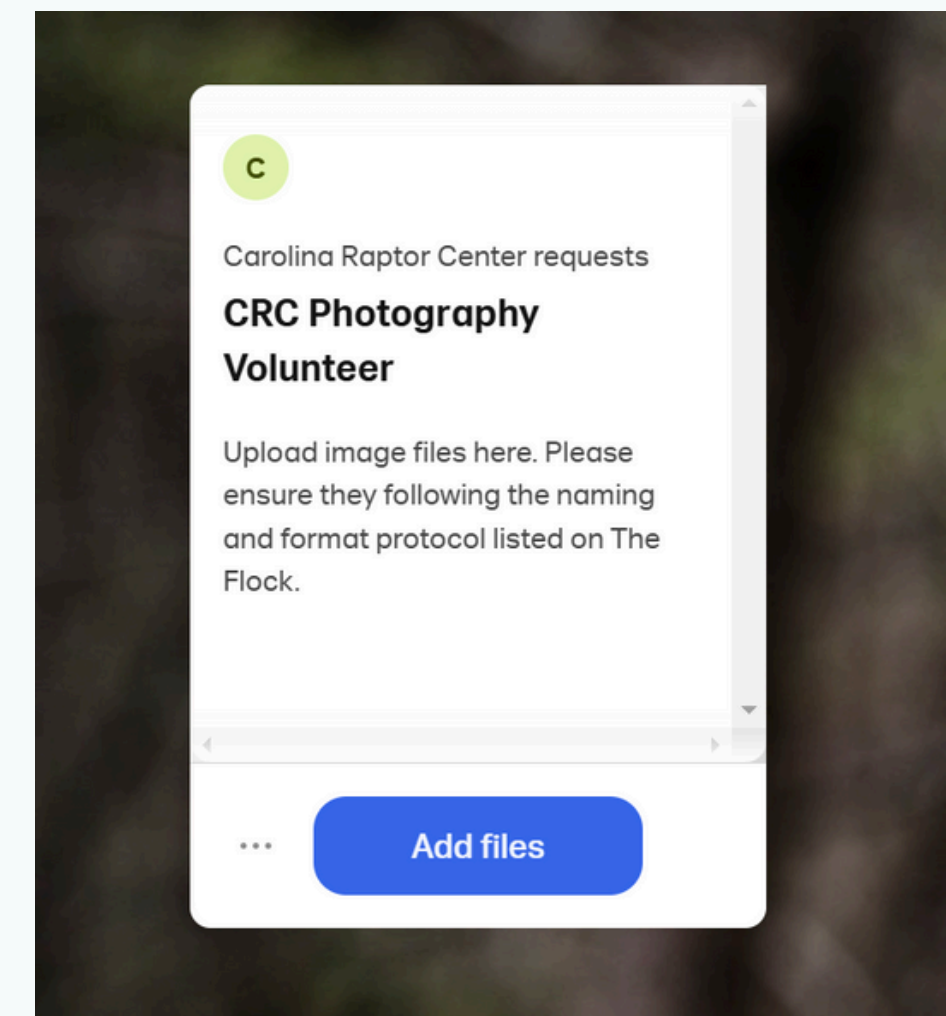 C
Carolina Raptor Center requests
CRC Photography
Volunteer
Upload image files here. Please
ensure they following the naming
and format protocol listed on The
Flock.
Add files